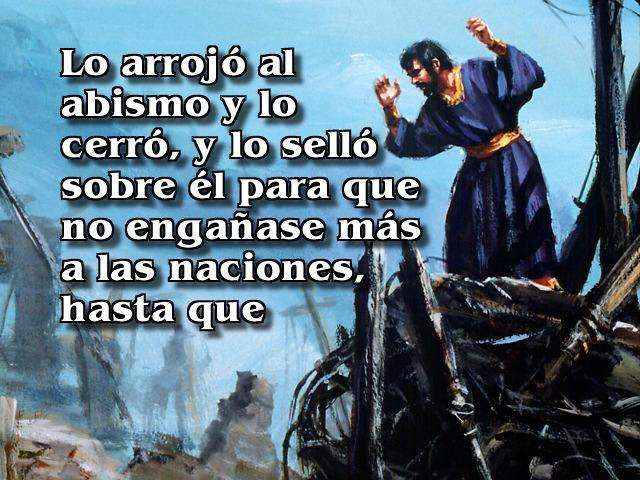 Lo arrojó al
abismo y lo
cerró, y lo selló
sobre él para que
no engañase más
a las naciones,
hasta que